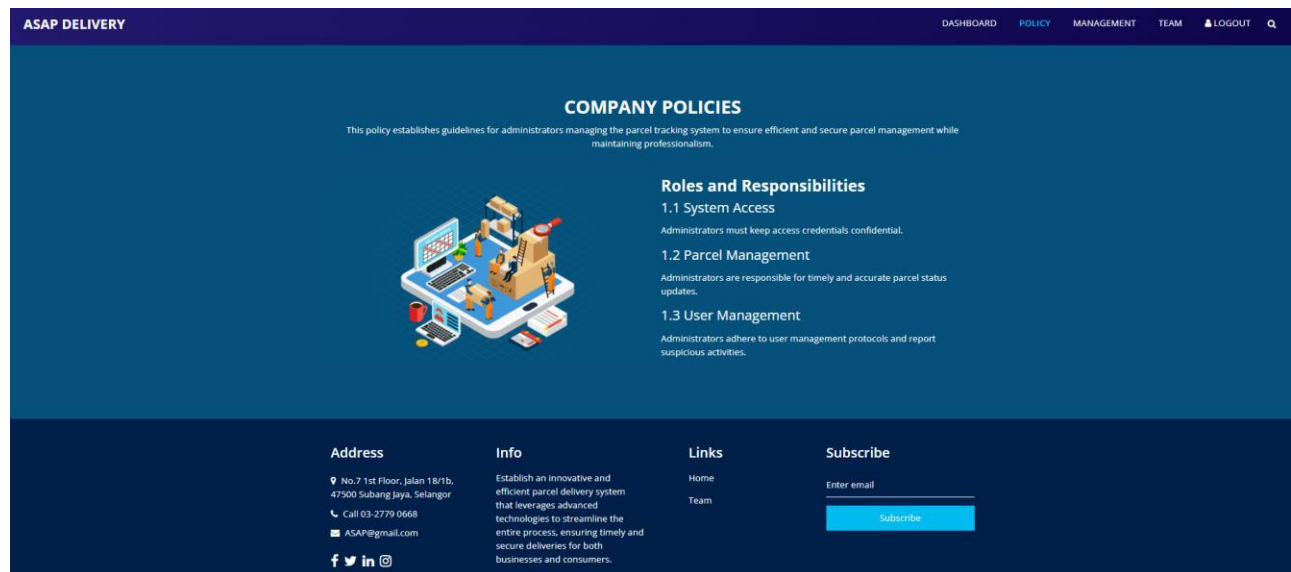 ASAP DELIVERY
DASHBOARD POLICY MANAGEMENT TEAM LOGOUT
COMPANY POLICIES
This policy establishes guidelines for administrators managing the parcel tracking system to ensure efficient and secure parcel management while
maintaining professionalism.
Roles and Responsibilities
1.1 System Access
Administrators must keep access credentials confidential.
1.2 Parcel Management
Administrators are responsible for timely and accurate parcel status
updates.
1.3 User Management
Administrators adhere to user management protocols and report
suspicious activities.
Address
No.7 1st Floor, Jalan 18/1b,
47500 Subang Jaya, Selangor
Call 03-2779 0668
ASAP@gmail.com
Info
Establish an innovative and
efficient parcel delivery system
that leverages advanced
technologies to streamline the
entire process, ensuring timely and
secure deliveries for both
businesses and consumers.
Links
Home
Team
Subscribe
Enter email
Subscribe